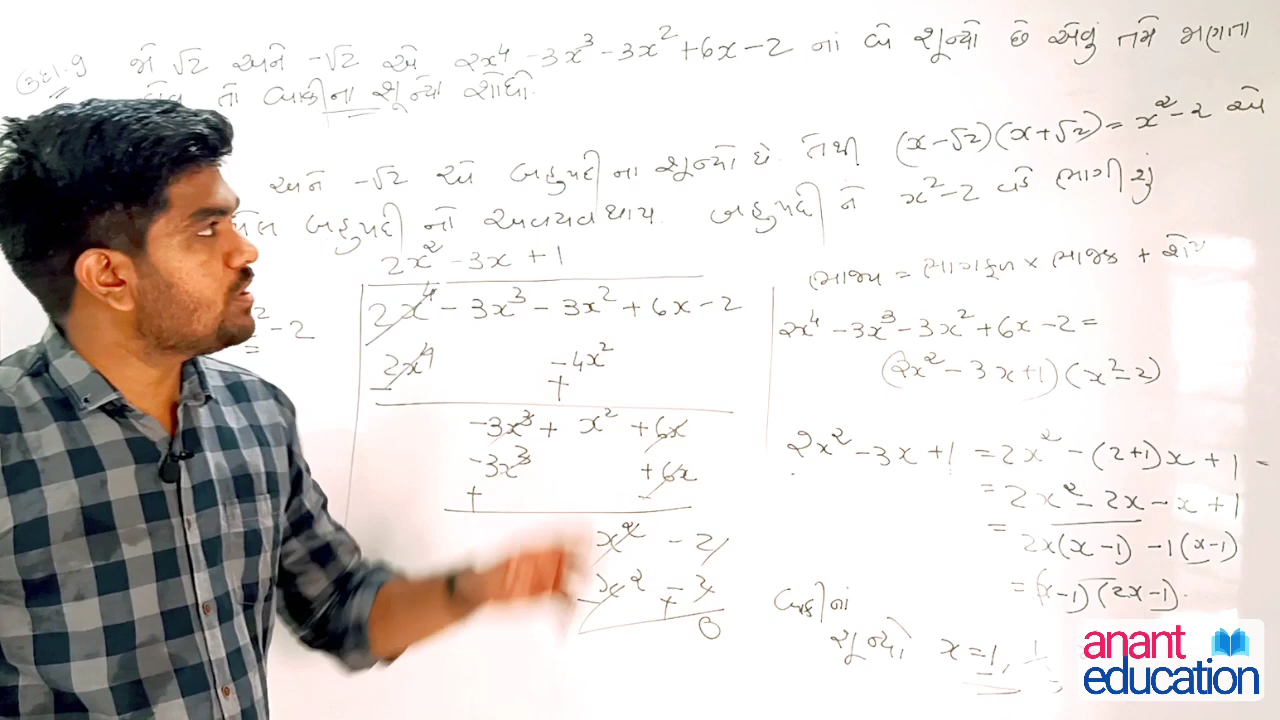 ઉદા.9 જો √2 અને -√2 એ 2x⁴ - 3x³ - 3x² + 6x - 2 નાં બે શૂન્યો છે એવું તમે જાણતા
તો બાકીના શૂન્યો શોધો.
અને -√2 એ બહુપદી ના શૂન્યો છે. તેથી (x-√2)(x+√2) = x² - 2 એ
બહુપદી નો અવયવ થાય. બહુપદી ને x² - 2 વડે ભાગીશું
2x² - 3x + 1
2x⁴ - 3x³ - 3x² + 6x - 2
- 2
2x⁴ - 4x²
- +
-3x³ + x² + 6x
-3x³ + 6x
+ -
x² - 2
x² - 2
- +
0
ભાજ્ય = ભાગફળ × ભાજક + શેષ
2x⁴ - 3x³ - 3x² + 6x - 2 =
(2x² - 3x + 1)(x² - 2)
2x² - 3x + 1 = 2x² - (2+1)x + 1
= 2x² - 2x - x + 1
= 2x(x-1) - 1(x-1)
= (x-1)(2x-1).
બાકીનાં
શૂન્યો x = 1,
anant
education